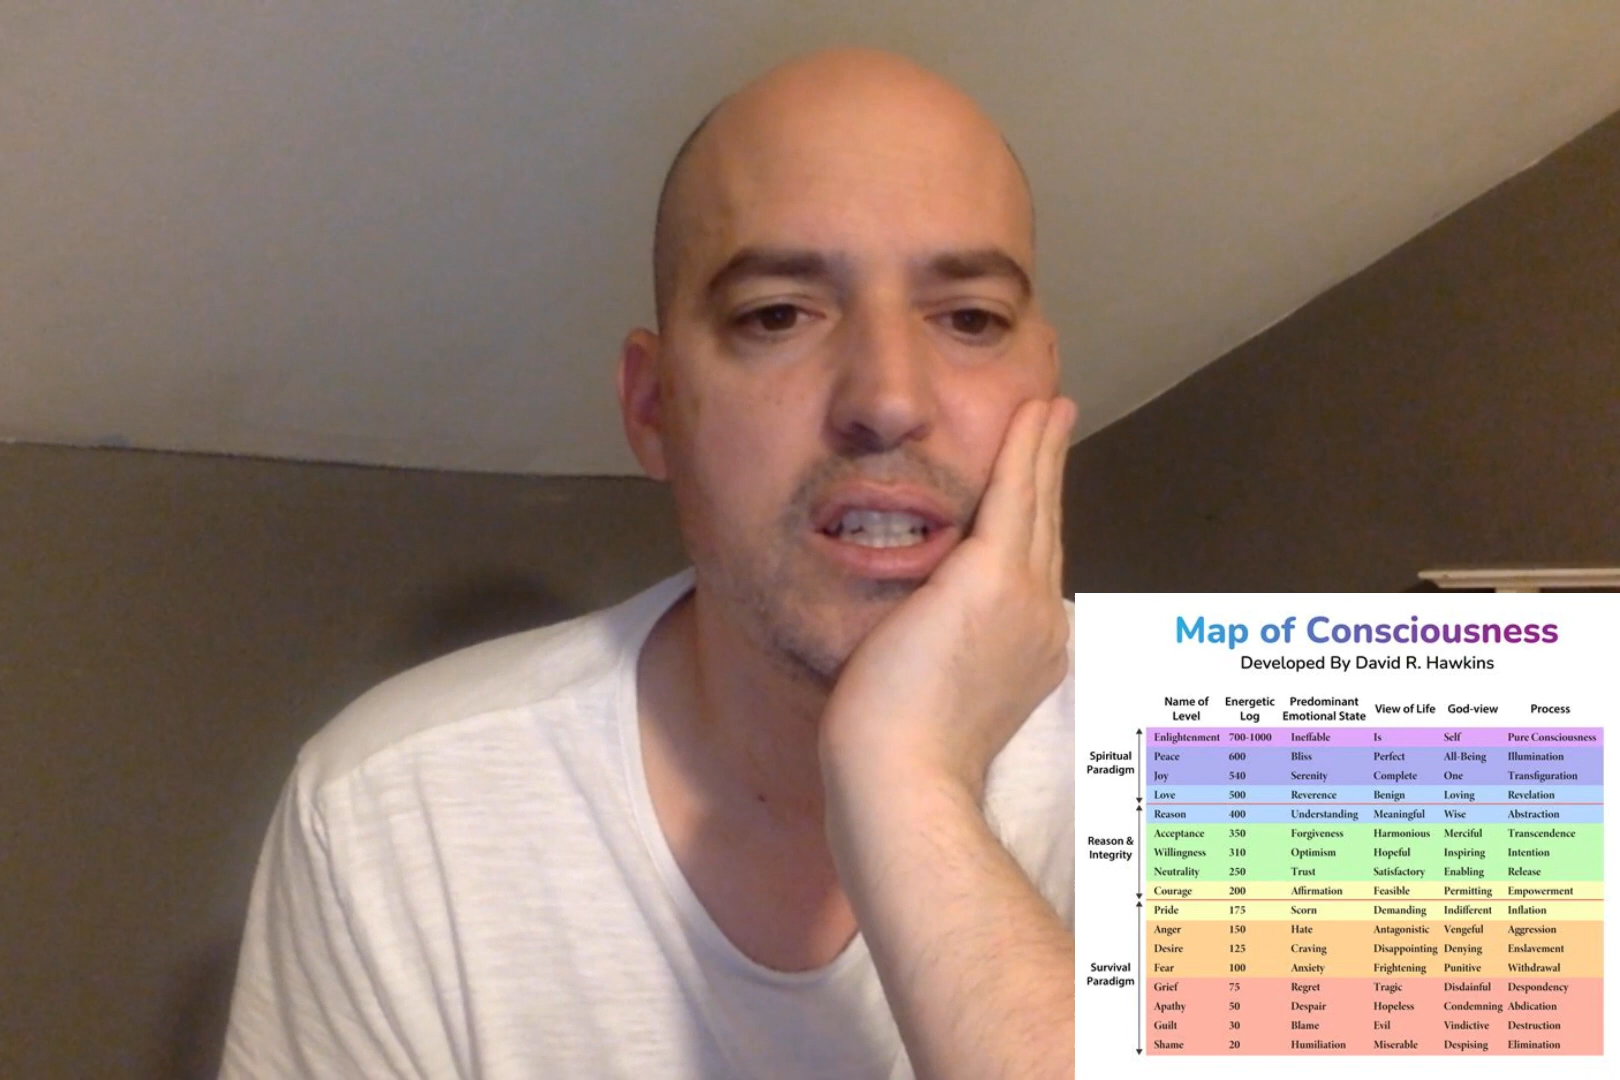 Map of Consciousness
Developed By David R. Hawkins
Name of Level Energetic Log Predominant Emotional State View of Life God-view Process
Spiritual Paradigm
Enlightenment 700-1000 Ineffable Is Self Pure Consciousness
Peace 600 Bliss Perfect All-Being Illumination
Joy 540 Serenity Complete One Transfiguration
Love 500 Reverence Benign Loving Revelation
Reason & Integrity
Reason 400 Understanding Meaningful Wise Abstraction
Acceptance 350 Forgiveness Harmonious Merciful Transcendence
Willingness 310 Optimism Hopeful Inspiring Intention
Neutrality 250 Trust Satisfactory Enabling Release
Courage 200 Affirmation Feasible Permitting Empowerment
Survival Paradigm
Pride 175 Scorn Demanding Indifferent Inflation
Anger 150 Hate Antagonistic Vengeful Aggression
Desire 125 Craving Disappointing Denying Enslavement
Fear 100 Anxiety Frightening Punitive Withdrawal
Grief 75 Regret Tragic Disdainful Despondency
Apathy 50 Despair Hopeless Condemning Abdication
Guilt 30 Blame Evil Vindictive Destruction
Shame 20 Humiliation Miserable Despising Elimination